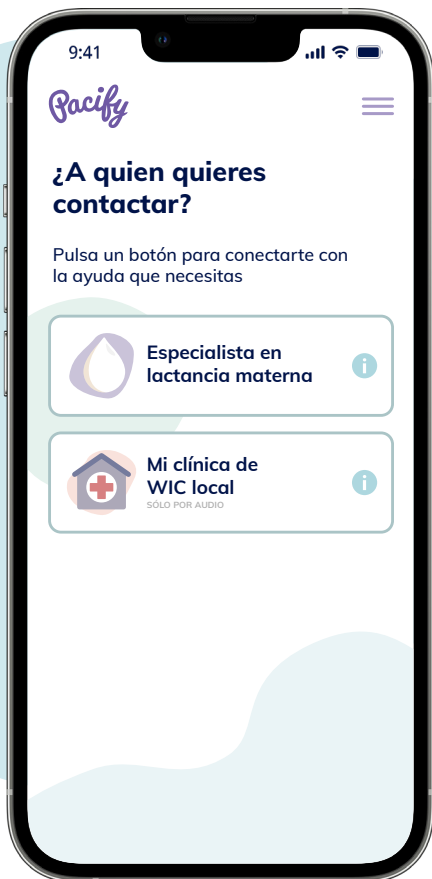 9:41
Pacify
¿A quien quieres
contactar?
Pulsa un botón para conectarte con
la ayuda que necesitas
Especialista en
lactancia materna
i
Mi clínica de
WIC local
SÓLO POR AUDIO
i